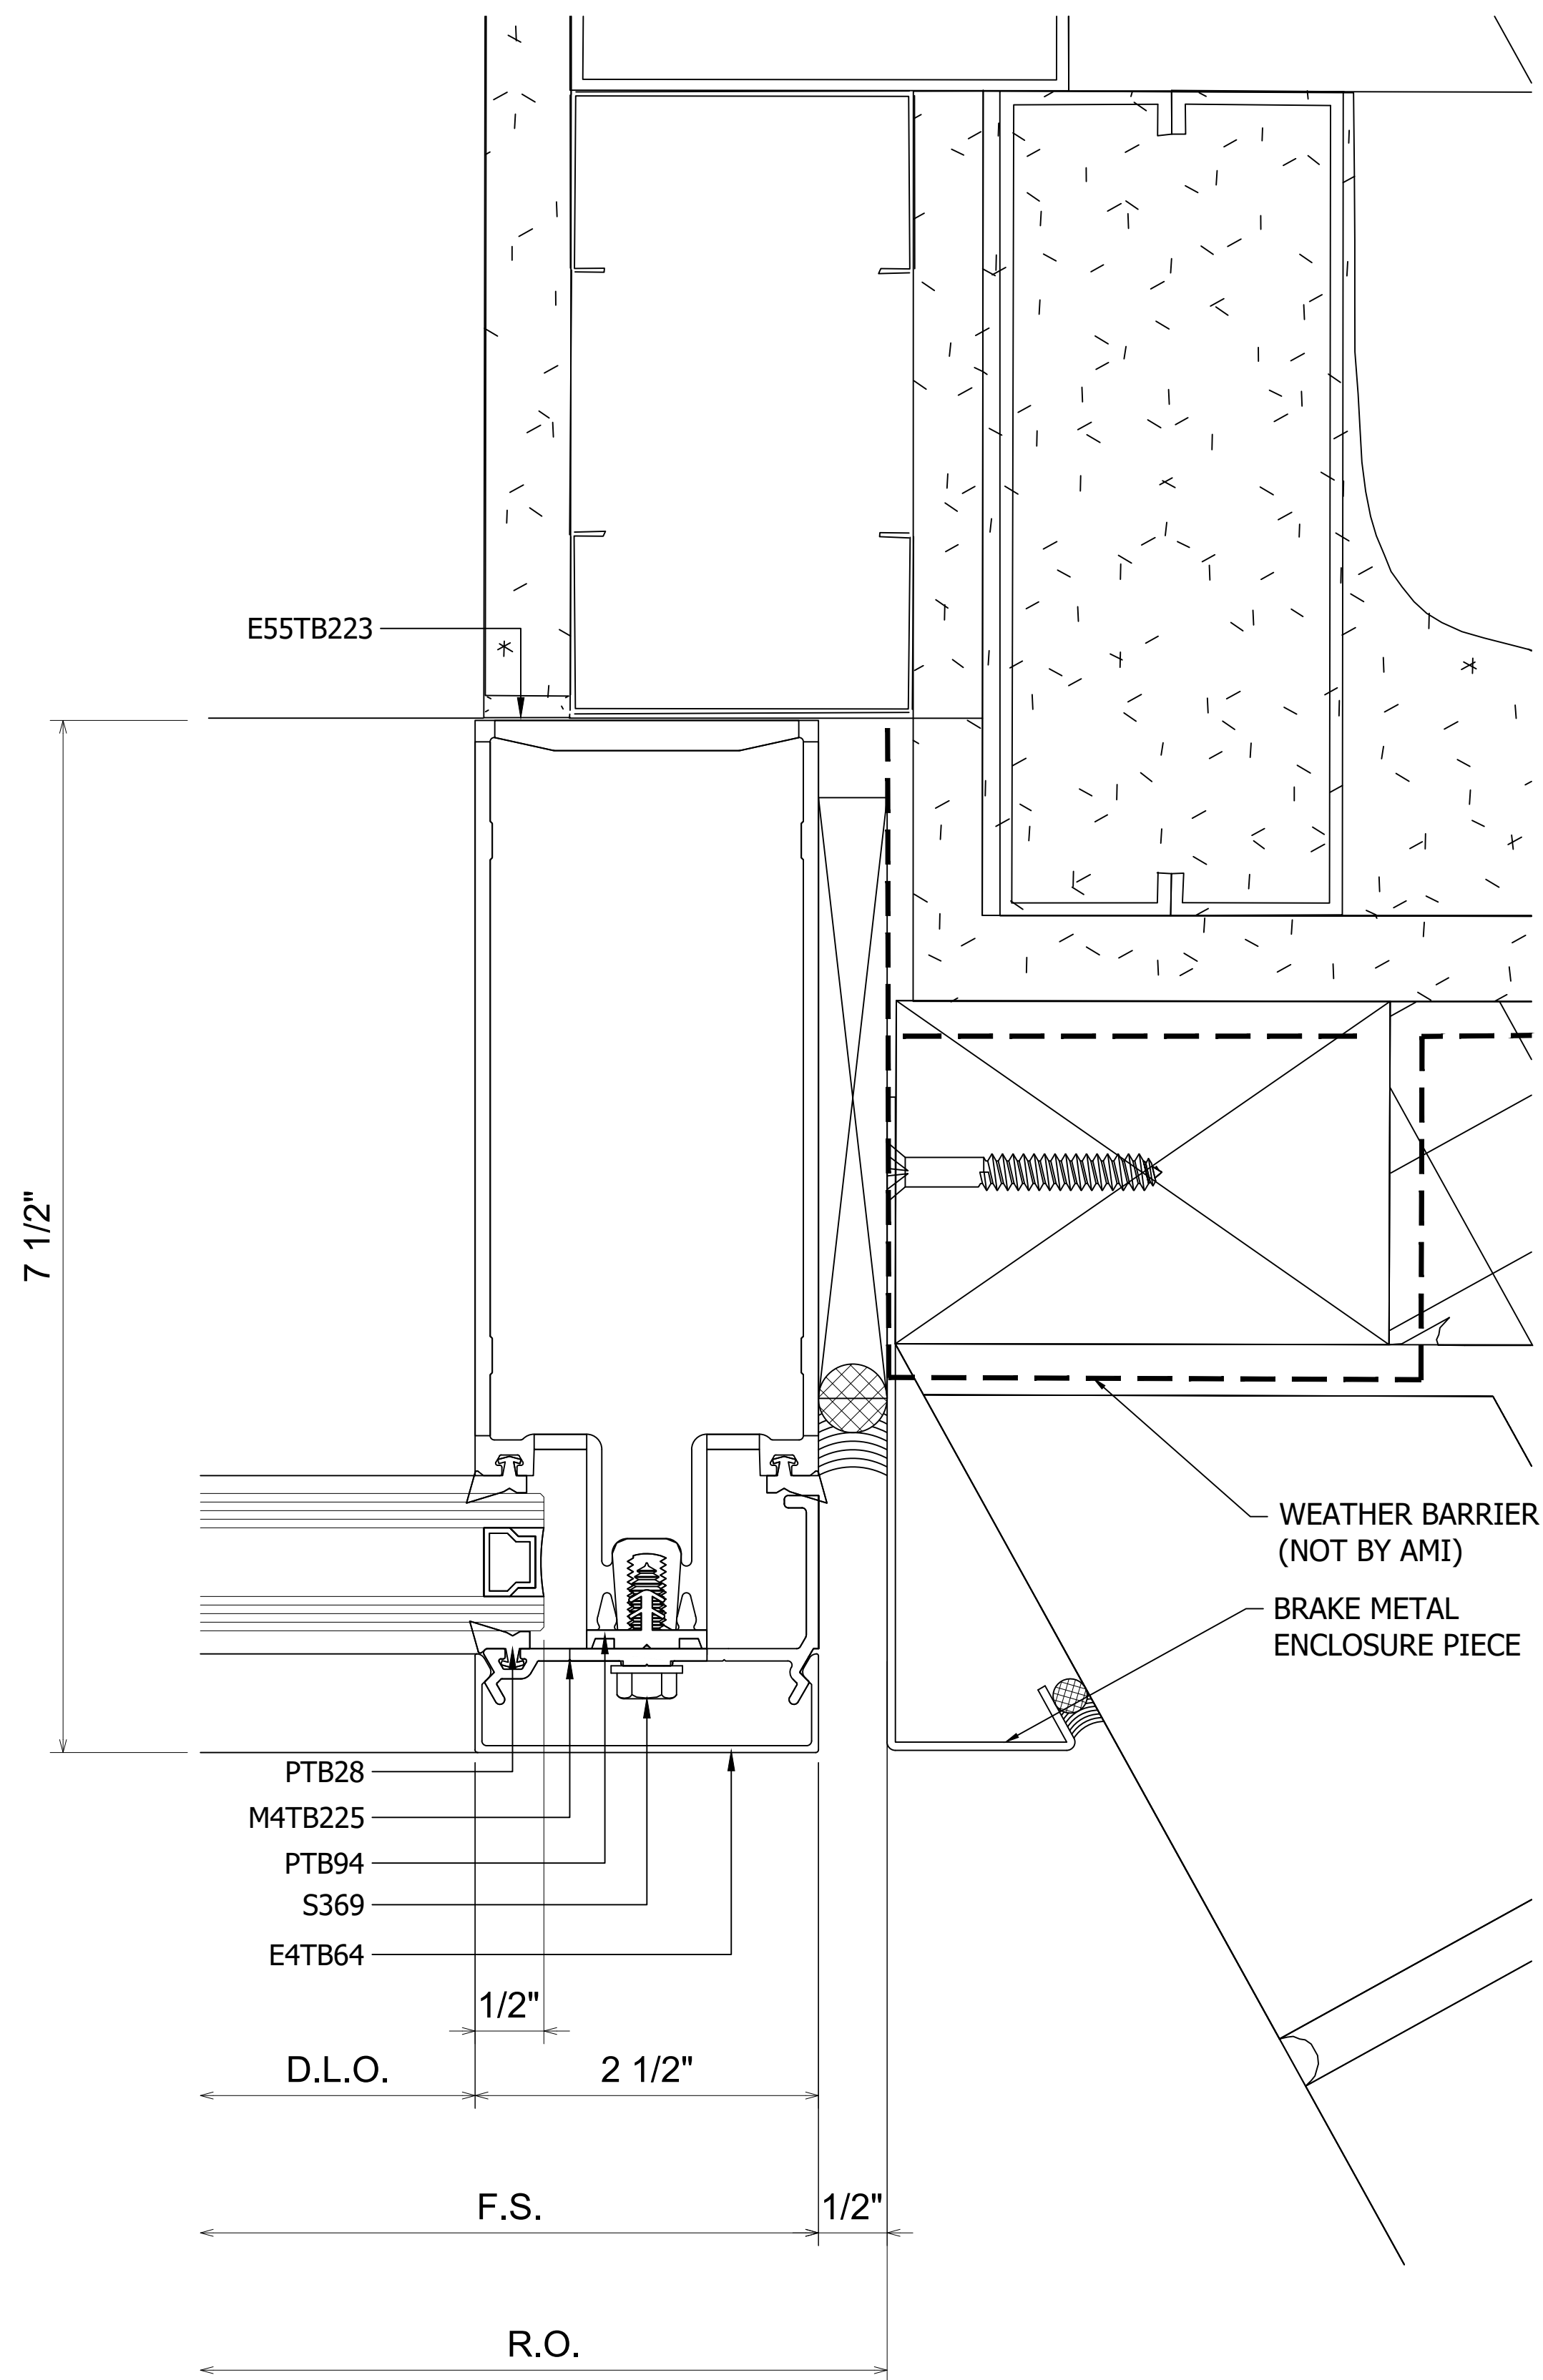 E55TB223
7 1/2"
WEATHER BARRIER
(NOT BY AMI)
BRAKE METAL
ENCLOSURE PIECE
PTB28
M4TB225
PTB94
S369
E4TB64
1/2"
D.L.O.
2 1/2"
F.S.
1/2"
R.O.